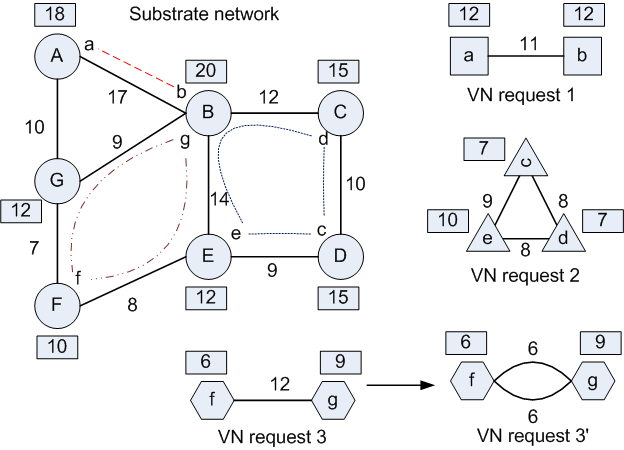 Substrate network
18
A
a
b
17
20
B
g
12
15
C
d
10
9
14
10
G
12
7
f
F
10
8
e
c
E
12
9
D
15
12
12
a
11
b
VN request 1
7
c
9
8
10
e
8
d
7
VN request 2
6
9
f
12
g
VN request 3
6
9
6
f
g
6
VN request 3'